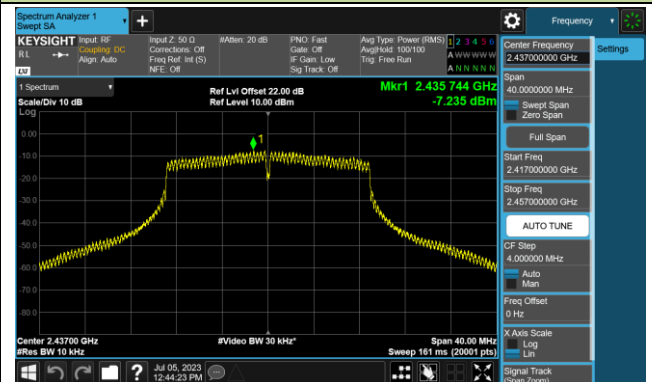 Spectrum Analyzer 1
Swept SA
Frequency
KEYSIGHT
RL
LXI
Input: RF
Coupling: DC
Align: Auto
Input Z: 50 Ω
Corrections: Off
Freq Ref: Int (S)
NFE: Off
#Atten: 20 dB
PNO: Fast
Gate: Off
IF Gain: Low
Sig Track: Off
Avg Type: Power (RMS)
Avg|Hold: 100/100
Trig: Free Run
1 2 3 4 5 6
A W W W W W
A N N N N N
Center Frequency
2.437000000 GHz
Settings
Span
40.0000000 MHz
Swept Span
Zero Span
Full Span
Start Freq
2.417000000 GHz
Stop Freq
2.457000000 GHz
AUTO TUNE
CF Step
4.000000 MHz
Auto
Man
Freq Offset
0 Hz
X Axis Scale
Log
Lin
Signal Track
(Span Zoom)
1 Spectrum
Scale/Div 10 dB
Log
Ref Lvl Offset 22.00 dB
Ref Level 10.00 dBm
Mkr1 2.435 744 GHz
-7.235 dBm
1
0.00
-10.0
-20.0
-30.0
-40.0
-50.0
-60.0
-70.0
-80.0
Center 2.43700 GHz
#Res BW 10 kHz
#Video BW 30 kHz*
Span 40.00 MHz
Sweep 161 ms (20001 pts)
?
Jul 05, 2023
12:44:23 PM